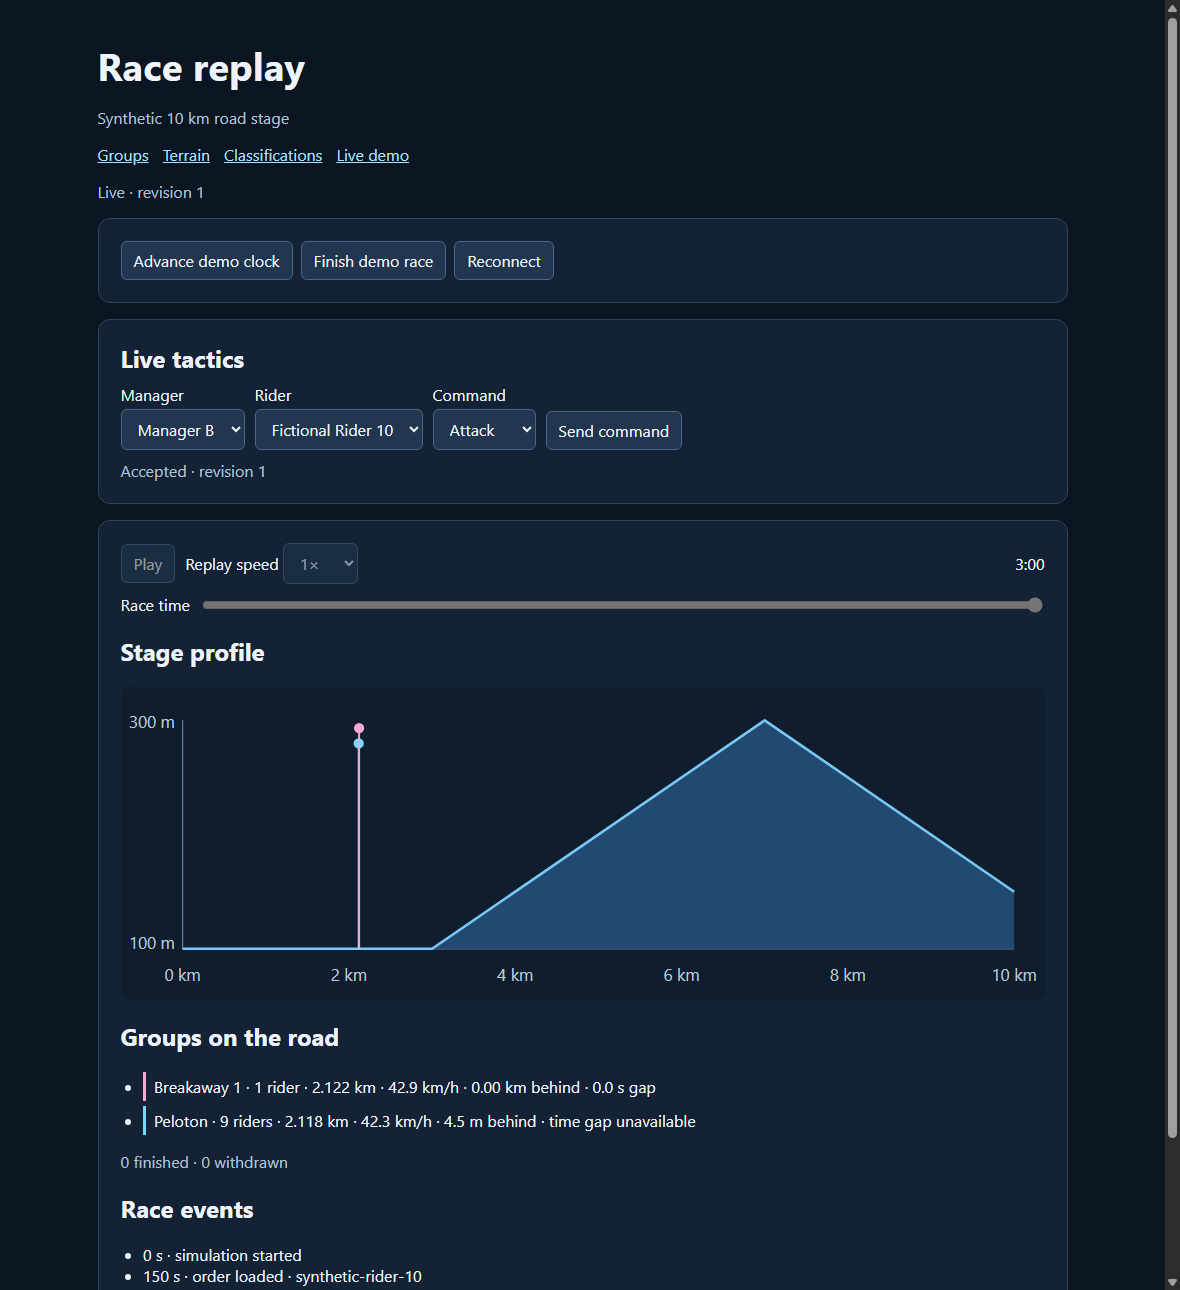 Race replay
Synthetic 10 km road stage
Groups Terrain Classifications Live demo
Live · revision 1
Advance demo clock Finish demo race Reconnect
Live tactics
Manager Rider Command
Manager B Fictional Rider 10 Attack Send command
Accepted · revision 1
Play Replay speed 1× 3:00
Race time
Stage profile
300 m
100 m
0 km 2 km 4 km 6 km 8 km 10 km
Groups on the road
Breakaway 1 · 1 rider · 2.122 km · 42.9 km/h · 0.00 km behind · 0.0 s gap
Peloton · 9 riders · 2.118 km · 42.3 km/h · 4.5 m behind · time gap unavailable
0 finished · 0 withdrawn
Race events
0 s · simulation started
150 s · order loaded · synthetic-rider-10